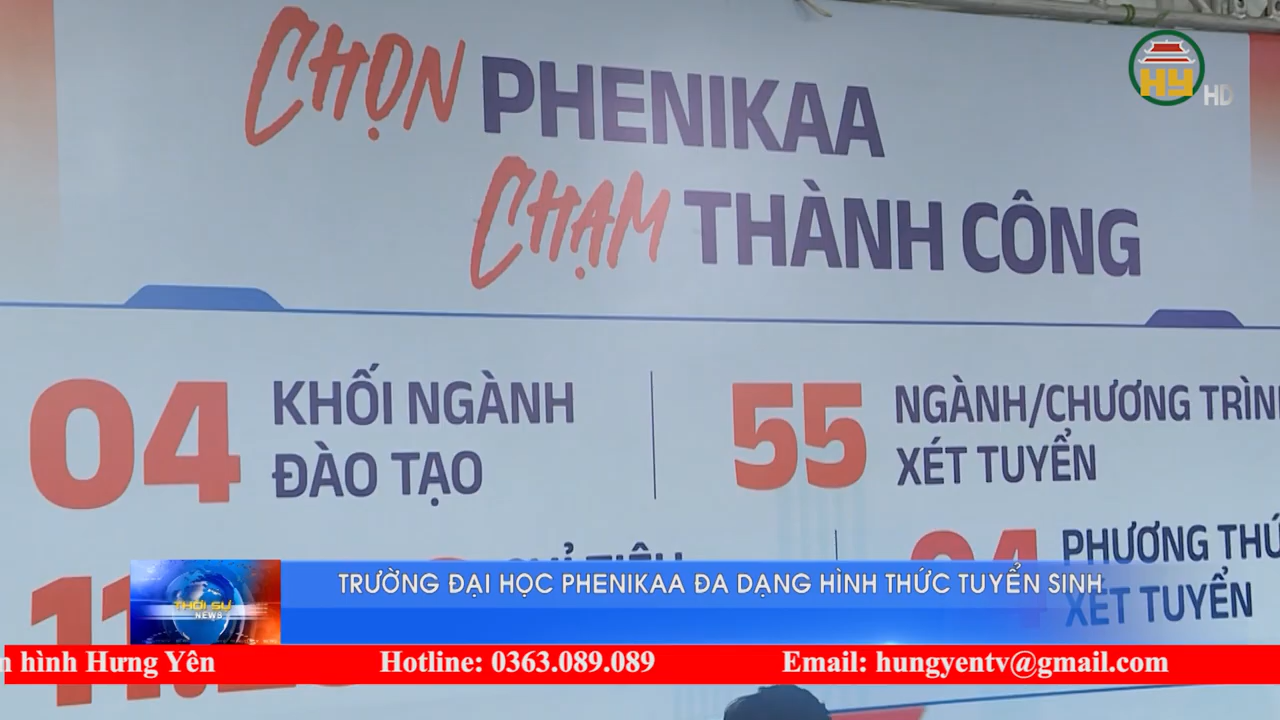 CHỌN PHENIKAA
CHẠM THÀNH CÔNG
HY HD
04 KHỐI NGÀNH
ĐÀO TẠO
55 NGÀNH/CHƯƠNG TRÌN
XÉT TUYỂN
PHƯƠNG THỨ
XÉT TUYỂN
THỜI SỰ
NEWS
TRƯỜNG ĐẠI HỌC PHENIKAA ĐA DẠNG HÌNH THỨC TUYỂN SINH
n hình Hưng Yên Hotline: 0363.089.089 Email: hungyentv@gmail.com